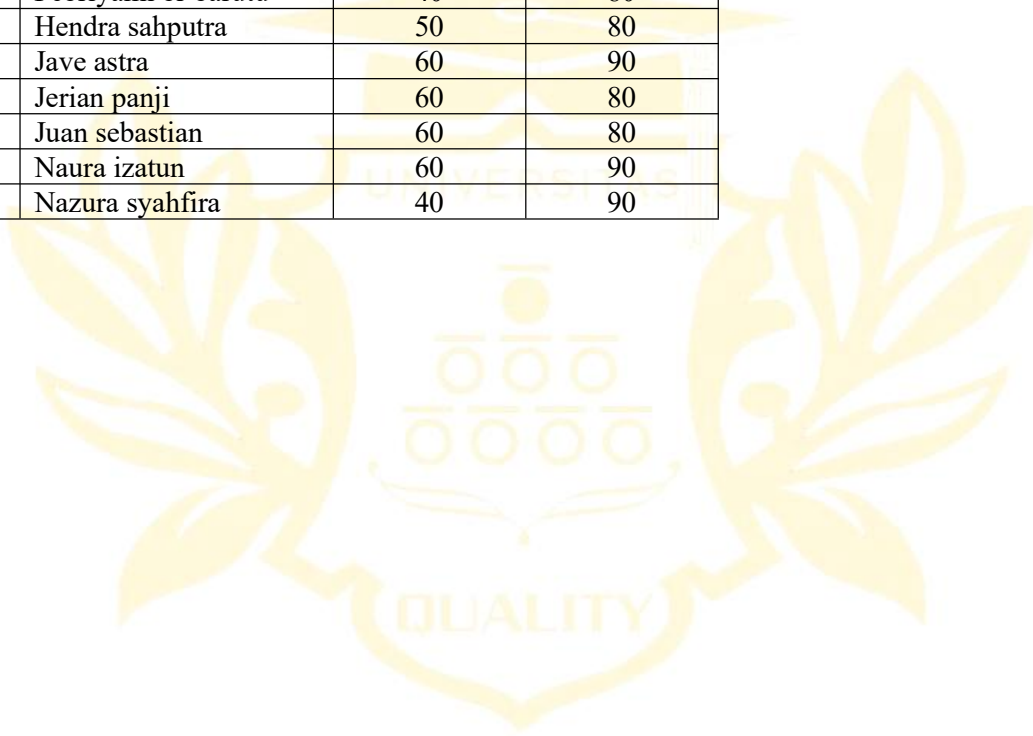 Hendra sahputra 50 80
Jave astra 60 90
Jerian panji 60 80
Juan sebastian 60 80
Naura izatun 60 90
Nazura syahfira 40 90
UNIVERSITAS
QUALITY